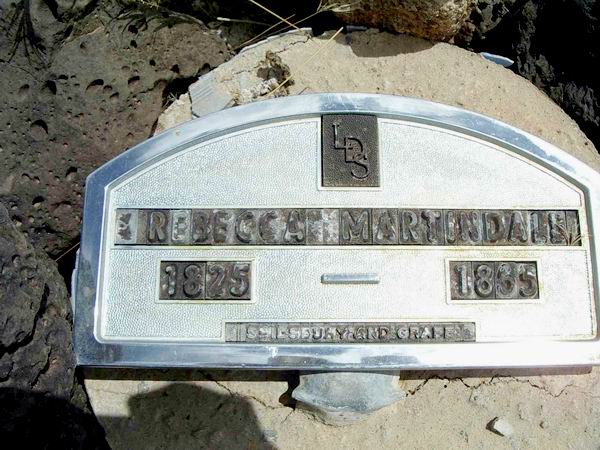 LDS
REBECCA MARTINDALE
1825 — 1865
SPILSBURY AND GRAFF